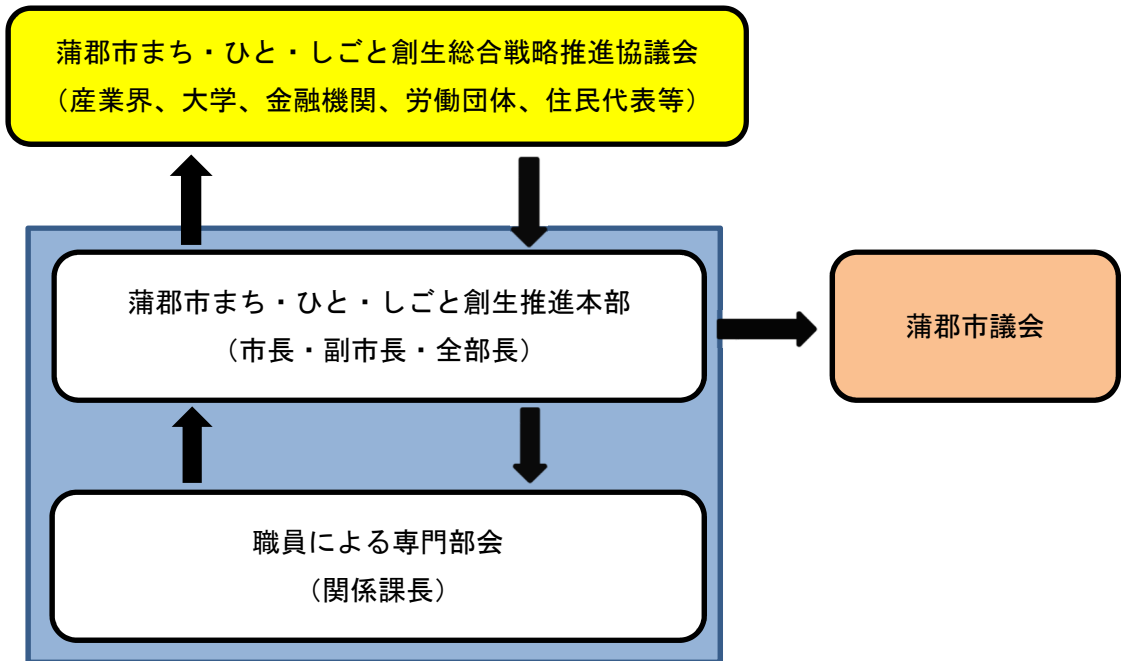 蒲郡市まち・ひと・しごと創生総合戦略推進協議会
（産業界、大学、金融機関、労働団体、住民代表等）
蒲郡市まち・ひと・しごと創生推進本部
（市長・副市長・全部長）
蒲郡市議会
職員による専門部会
（関係課長）